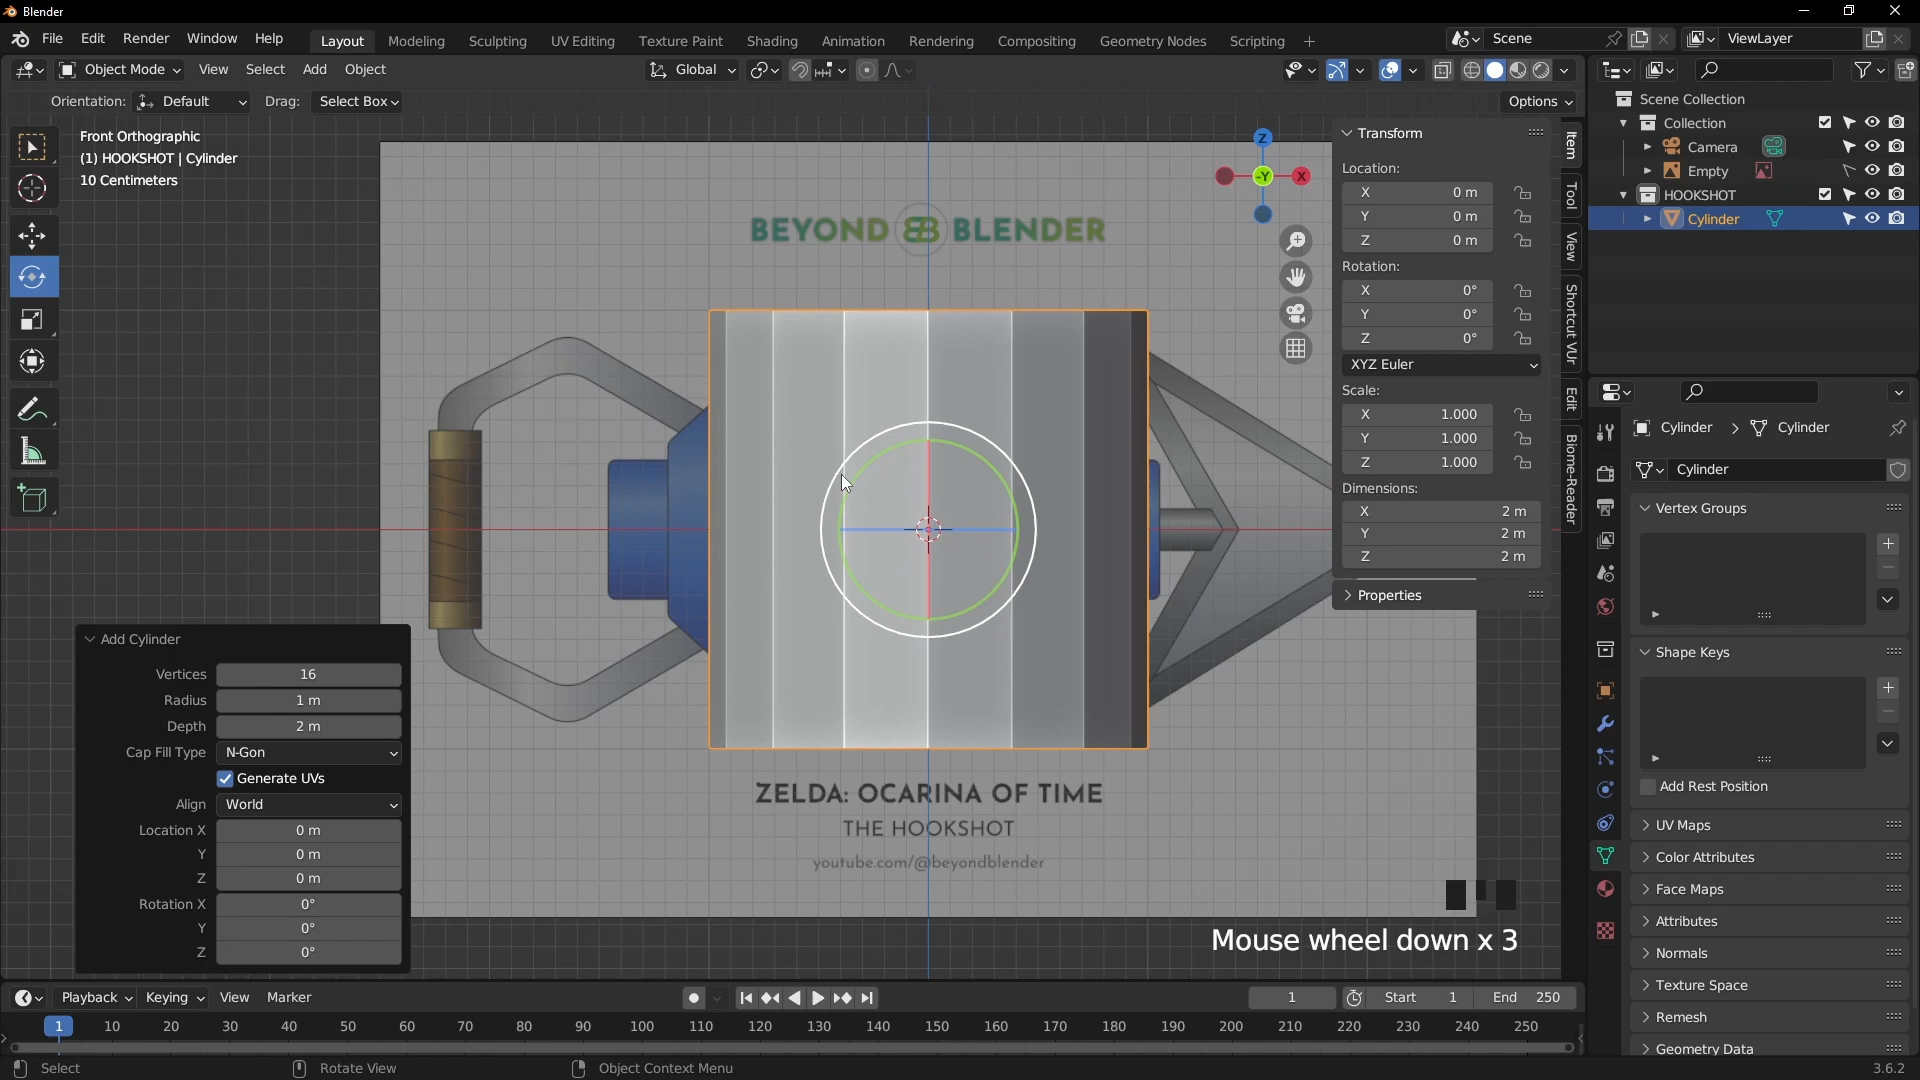 Blender
File Edit Render Window Help
Layout Modeling Sculpting UV Editing Texture Paint Shading Animation Rendering Compositing Geometry Nodes Scripting +
Scene
ViewLayer
Object Mode View Select Add Object
Global
Orientation: Default Drag: Select Box
Options
Front Orthographic
(1) HOOKSHOT | Cylinder
10 Centimeters
Z
-Y
X
BEYOND BLENDER
ZELDA: OCARINA OF TIME
THE HOOKSHOT
youtube.com/@beyondblender
Mouse wheel down x 3
Add Cylinder
Vertices 16
Radius 1 m
Depth 2 m
Cap Fill Type N-Gon
Generate UVs
Align World
Location X 0 m
Y 0 m
Z 0 m
Rotation X 0°
Y 0°
Z 0°
Transform
Location:
X 0 m
Y 0 m
Z 0 m
Rotation:
X 0°
Y 0°
Z 0°
XYZ Euler
Scale:
X 1.000
Y 1.000
Z 1.000
Dimensions:
X 2 m
Y 2 m
Z 2 m
Properties
Item
Tool
View
Shortcut VUr
Edit
Biome-Reader
Scene Collection
Collection
Camera
Empty
HOOKSHOT
Cylinder
Cylinder > Cylinder
Cylinder
Vertex Groups
Shape Keys
Add Rest Position
UV Maps
Color Attributes
Face Maps
Attributes
Normals
Texture Space
Remesh
Geometry Data
Playback Keying View Marker
1 Start 1 End 250
1 10 20 30 40 50 60 70 80 90 100 110 120 130 140 150 160 170 180 190 200 210 220 230 240 250
Select Rotate View Object Context Menu 3.6.2